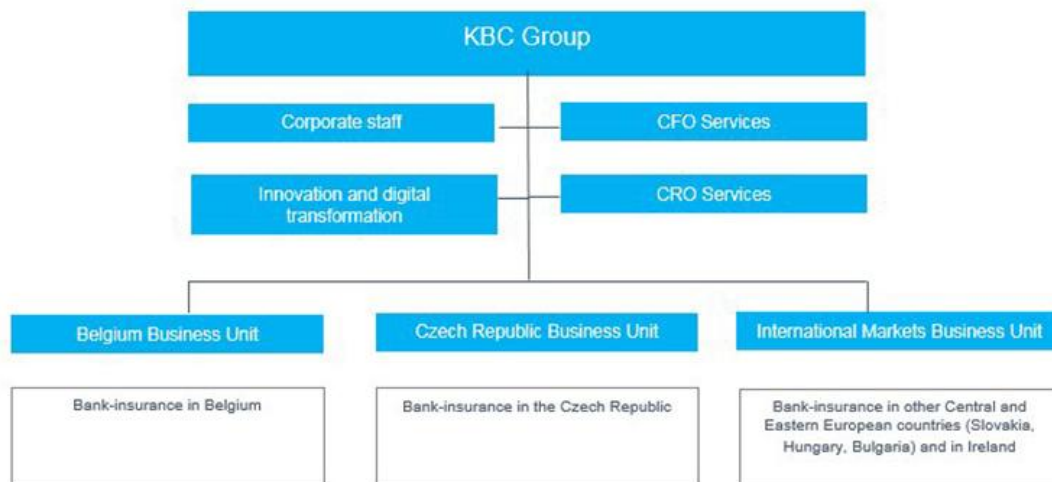 KBC Group
Corporate staff
CFO Services
Innovation and digital
transformation
CRO Services
Belgium Business Unit
Czech Republic Business Unit
International Markets Business Unit
Bank-insurance in Belgium
Bank-insurance in the Czech Republic
Bank-insurance in other Central and
Eastern European countries (Slovakia,
Hungary, Bulgaria) and in Ireland